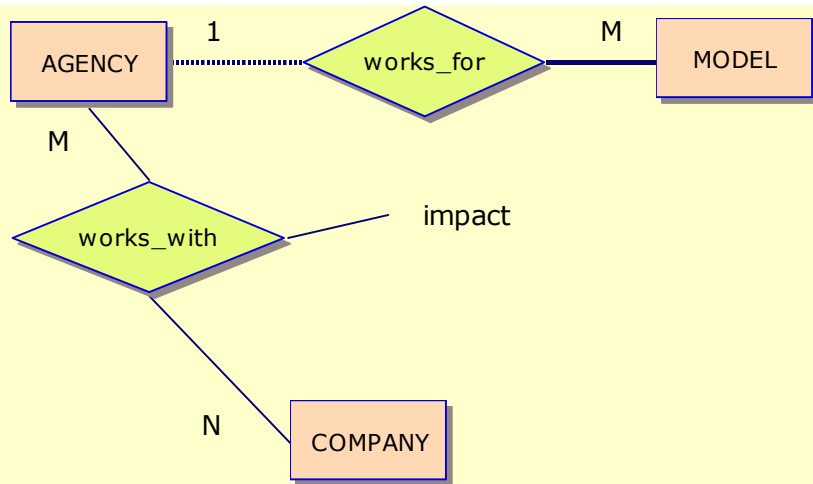 1
M
AGENCY
works_for
MODEL
M
impact
works_with
N
COMPANY